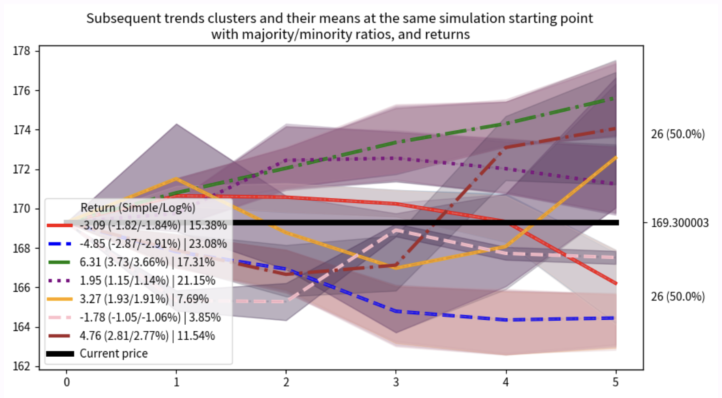 Subsequent trends clusters and their means at the same simulation starting point
with majority/minority ratios, and returns
178
176
174
172
170
168
166
164
162
26 (50.0%)
169.300003
26 (50.0%)
Return (Simple/Log%)
-3.09 (-1.82/-1.84%) | 15.38%
-4.85 (-2.87/-2.91%) | 23.08%
6.31 (3.73/3.66%) | 17.31%
1.95 (1.15/1.14%) | 21.15%
3.27 (1.93/1.91%) | 7.69%
-1.78 (-1.05/-1.06%) | 3.85%
4.76 (2.81/2.77%) | 11.54%
Current price
0 1 2 3 4 5